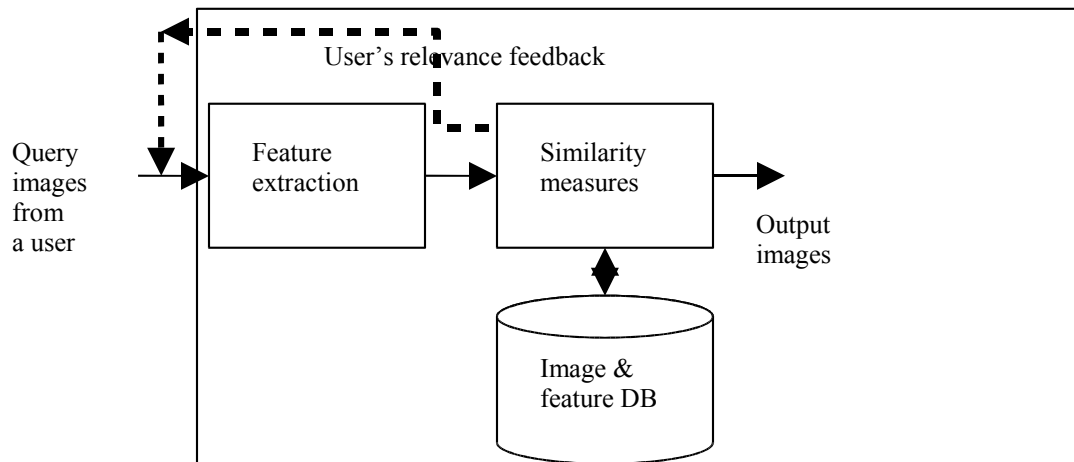 User’s relevance feedback
Query
images
from
a user
Feature
extraction
Similarity
measures
Output
images
Image &
feature DB